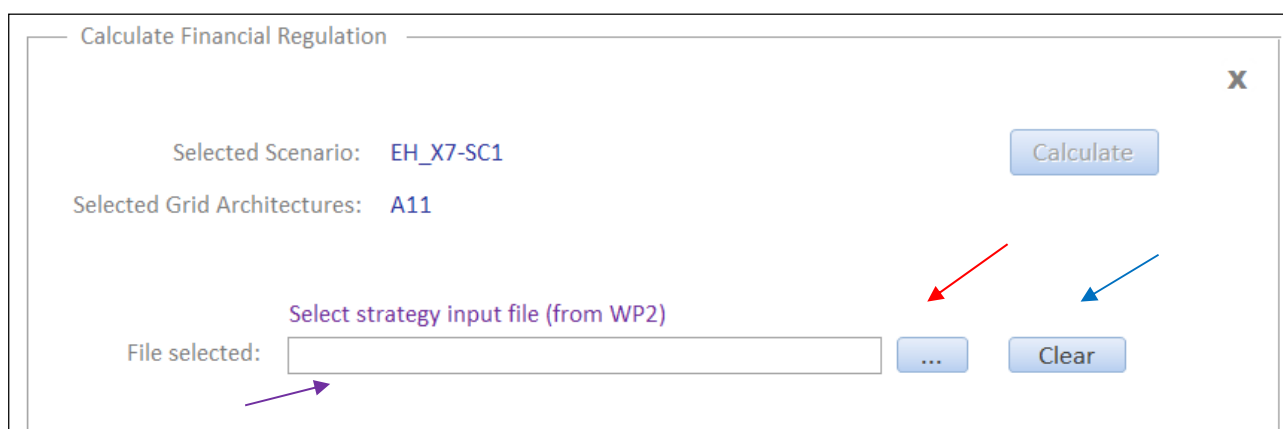 Calculate Financial Regulation
x
Selected Scenario: EH_X7-SC1
Calculate
Selected Grid Architectures: A11
Select strategy input file (from WP2)
File selected: ... Clear